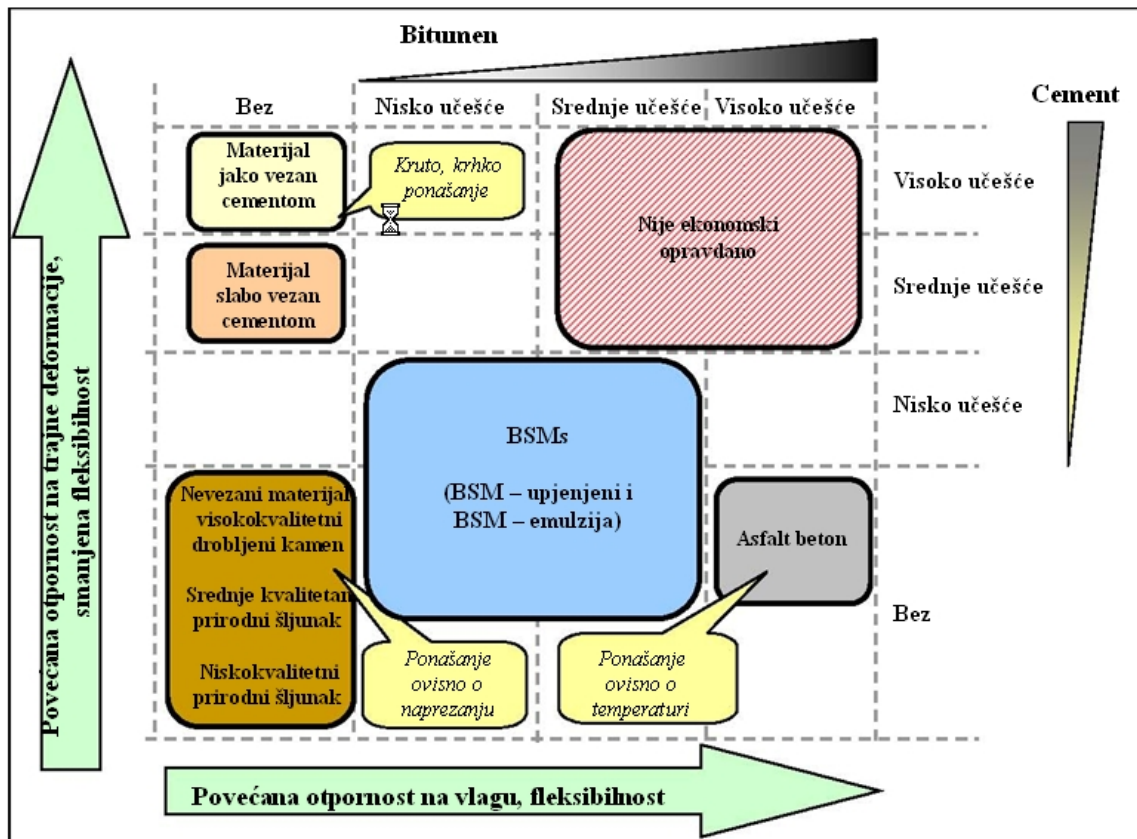 Bitumen
Bez
Nisko učešće
Srednje učešće
Visoko učešće
Cement
Materijal
jako vezan
cementom
Kruto, krhko
ponašanje
Nije ekonomski
opravdano
Visoko učešće
Materijal
slabo vezan
cementom
Srednje učešće
Nisko učešće
BSMs
(BSM – upjenjeni i
BSM – emulzija)
Nevezani materijal
visokokvalitetni
drobljeni kamen
Srednje kvalitetan
prirodni šljunak
Niskokvalitetni
prirodni šljunak
Asfalt beton
Bez
Ponašanje
ovisno o
naprezanju
Ponašanje
ovisno o
temperaturi
Povećana otpornost na trajne deformacije,
smanjena fleksibilnost
Povećana otpornost na vlagu, fleksibilnost